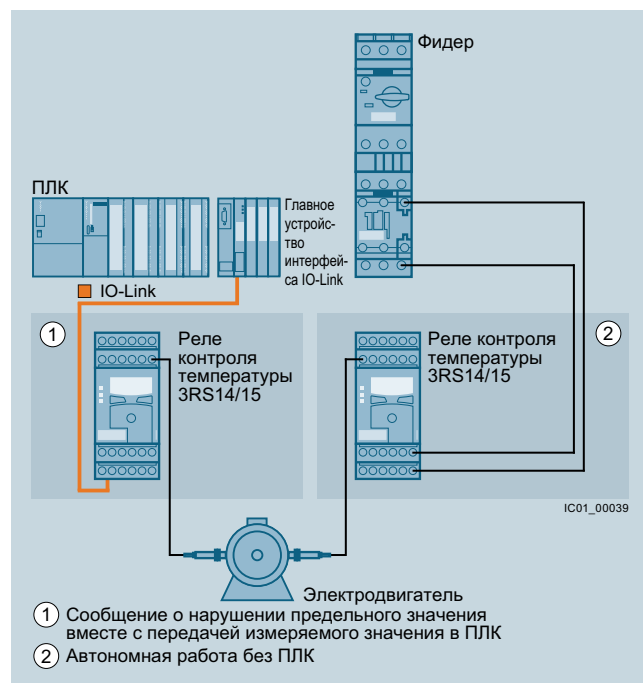 Фидер
ПЛК
Главное
устройс-
тво
интерфей-
са IO-Link
IO-Link
1
Реле
контроля
температуры
3RS14/15
Реле контроля
температуры
3RS14/15
2
IC01_00039
Электродвигатель
1 Сообщение о нарушении предельного значения
вместе с передачей измеряемого значения в ПЛК
2 Автономная работа без ПЛК